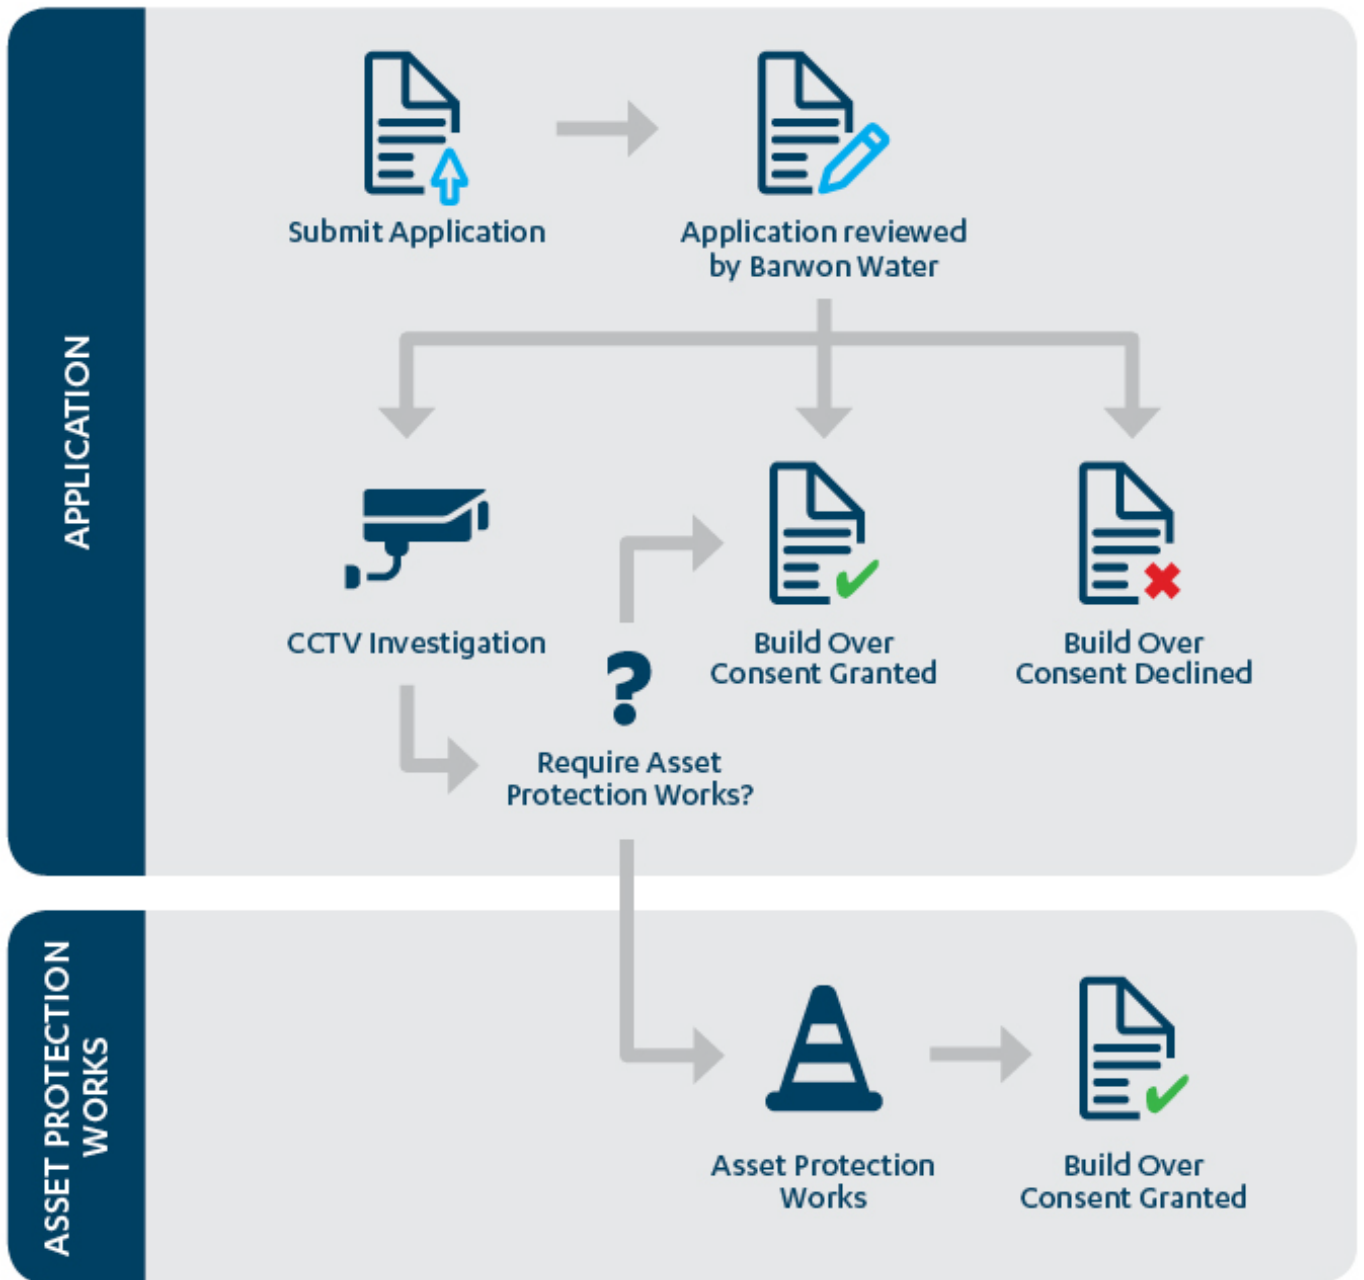 APPLICATION
Submit Application
Application reviewed
by Barwon Water
CCTV Investigation
Build Over
Consent Granted
Build Over
Consent Declined
?
Require Asset
Protection Works?
ASSET PROTECTION
WORKS
Asset Protection
Works
Build Over
Consent Granted